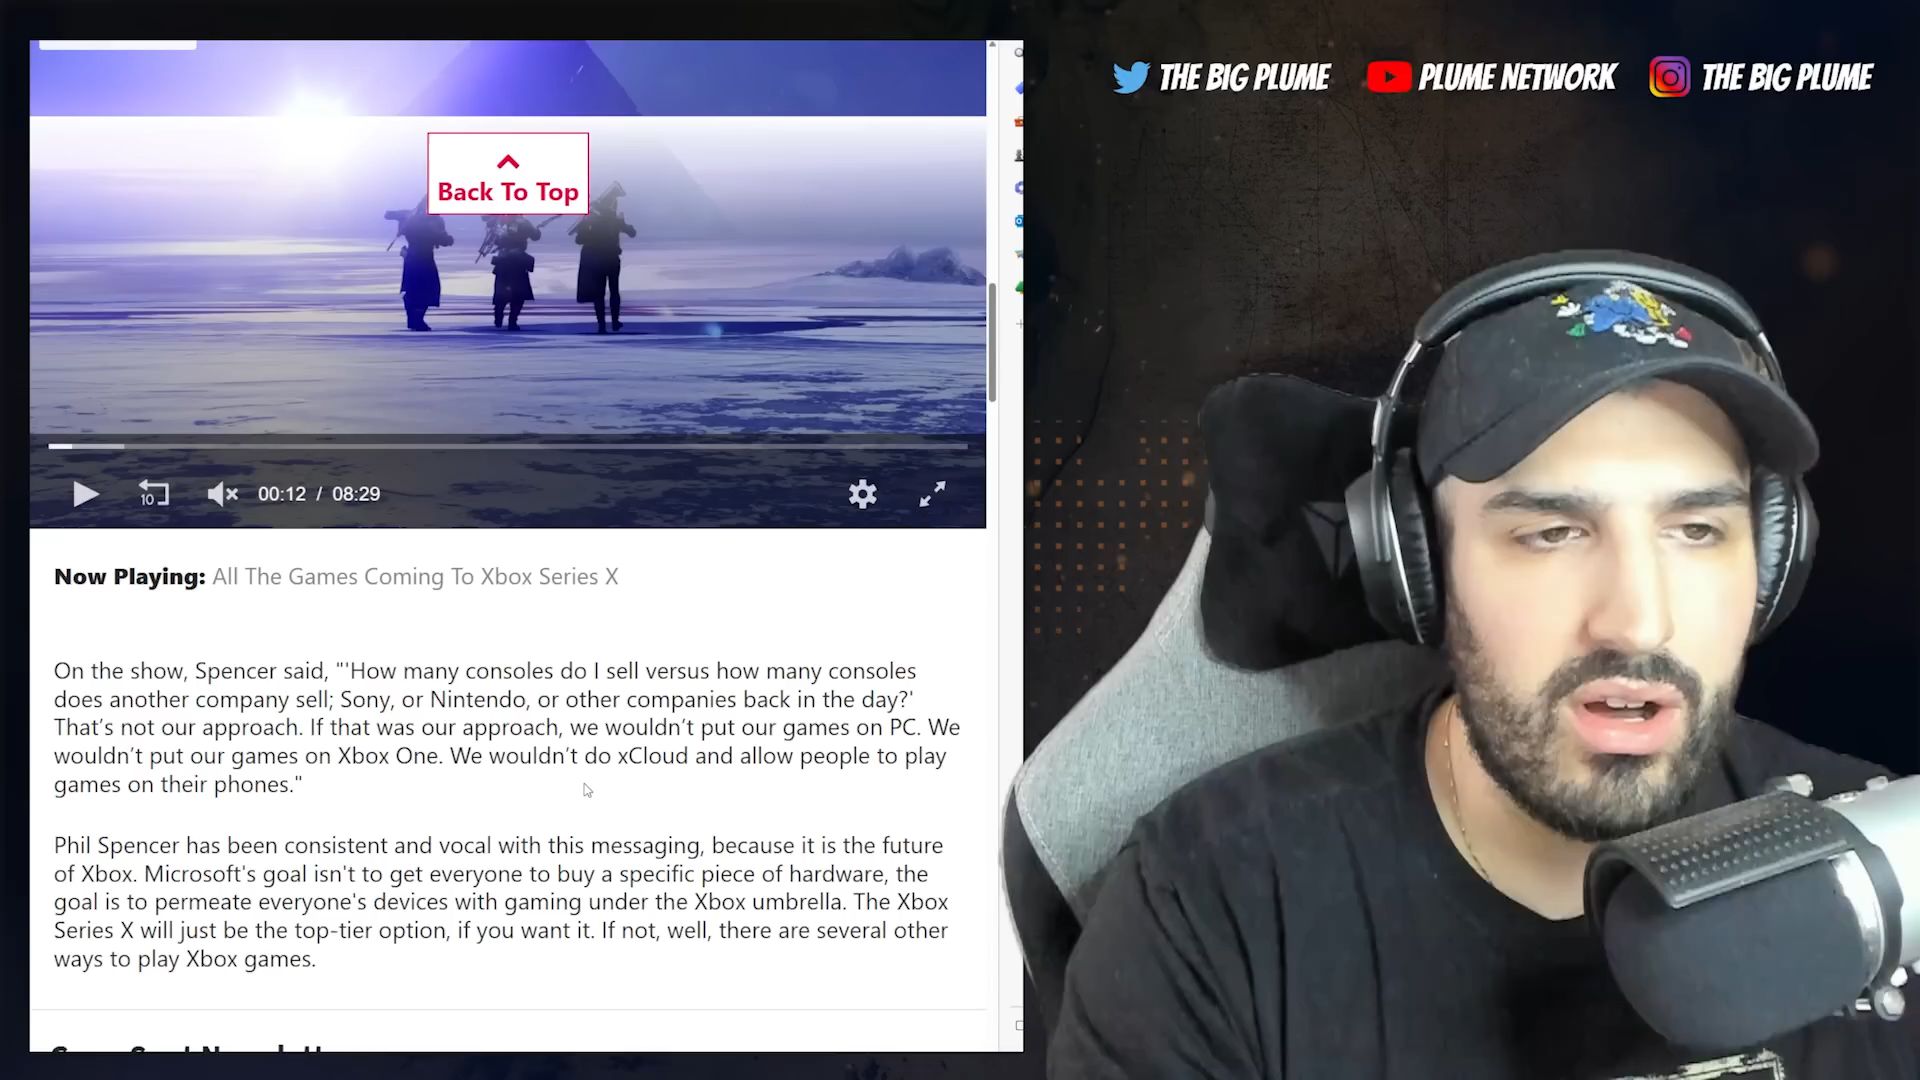 THE BIG PLUME PLUME NETWORK THE BIG PLUME
Back To Top
10 00:12 / 08:29
Now Playing: All The Games Coming To Xbox Series X
On the show, Spencer said, "'How many consoles do I sell versus how many consoles
does another company sell; Sony, or Nintendo, or other companies back in the day?'
That's not our approach. If that was our approach, we wouldn't put our games on PC. We
wouldn't put our games on Xbox One. We wouldn't do xCloud and allow people to play
games on their phones."
Phil Spencer has been consistent and vocal with this messaging, because it is the future
of Xbox. Microsoft's goal isn't to get everyone to buy a specific piece of hardware, the
goal is to permeate everyone's devices with gaming under the Xbox umbrella. The Xbox
Series X will just be the top-tier option, if you want it. If not, well, there are several other
ways to play Xbox games.